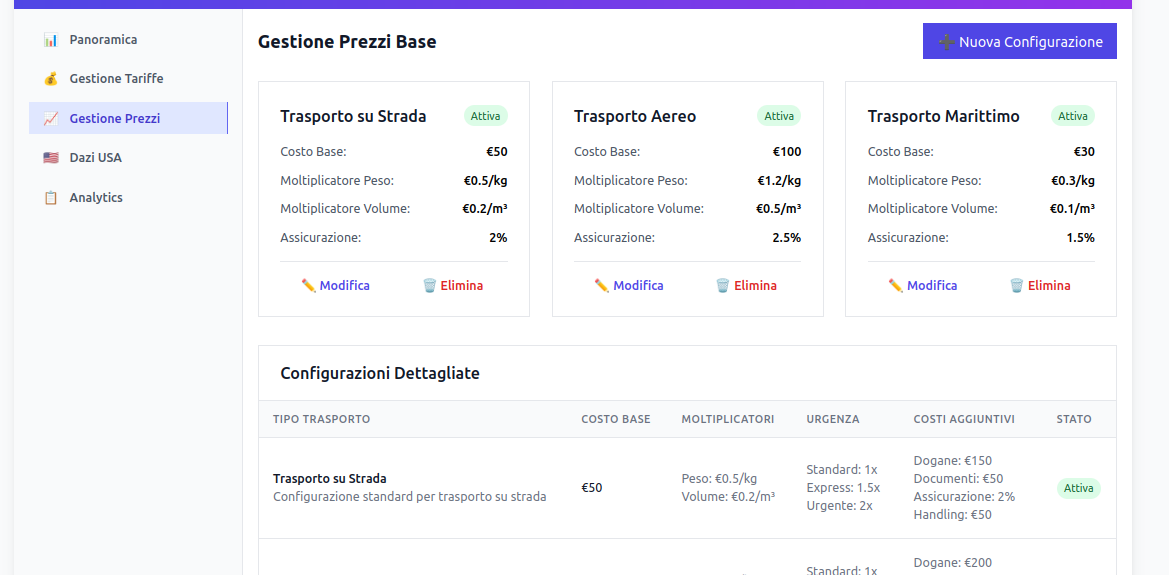 Panoramica
Gestione Tariffe
Gestione Prezzi
Dazi USA
Analytics
Gestione Prezzi Base
➕ Nuova Configurazione
Trasporto su Strada Attiva
Costo Base: €50
Moltiplicatore Peso: €0.5/kg
Moltiplicatore Volume: €0.2/m³
Assicurazione: 2%
Modifica Elimina
Trasporto Aereo Attiva
Costo Base: €100
Moltiplicatore Peso: €1.2/kg
Moltiplicatore Volume: €0.5/m³
Assicurazione: 2.5%
Modifica Elimina
Trasporto Marittimo Attiva
Costo Base: €30
Moltiplicatore Peso: €0.3/kg
Moltiplicatore Volume: €0.1/m³
Assicurazione: 1.5%
Modifica Elimina
Configurazioni Dettagliate
TIPO TRASPORTO COSTO BASE MOLTIPLICATORI URGENZA COSTI AGGIUNTIVI STATO
Trasporto su Strada
Configurazione standard per trasporto su strada
€50
Peso: €0.5/kg
Volume: €0.2/m³
Standard: 1x
Express: 1.5x
Urgente: 2x
Dogane: €150
Documenti: €50
Assicurazione: 2%
Handling: €50
Attiva
Standard: 1x
Dogane: €200